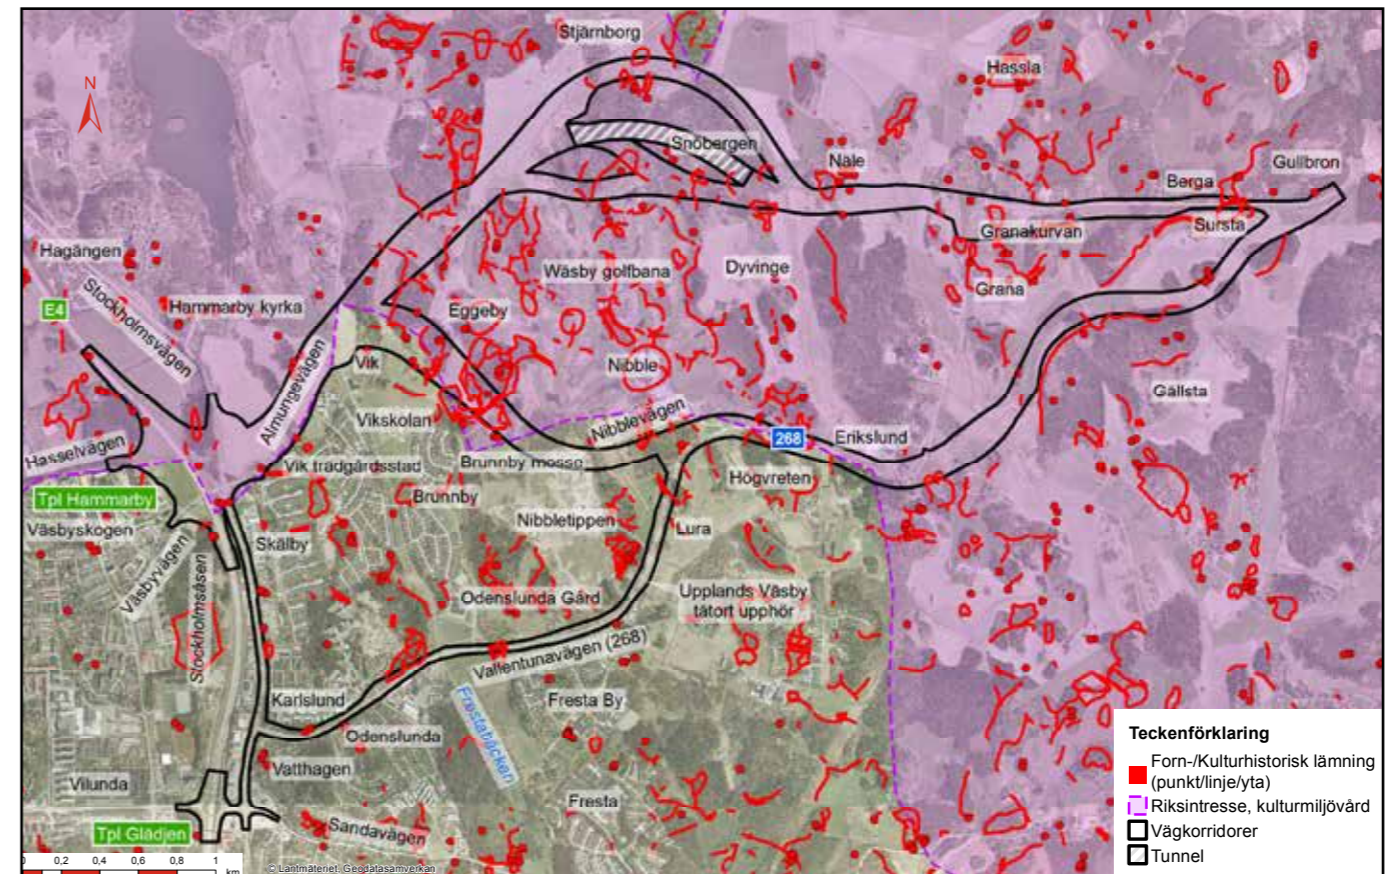 Stjärnborg
Hassla
N
Snöbergen
Näle
Gullbron
Berga
Granakurvan
Sursta
Hagängen
Wäsby golfbana
Dyvinge
Grana
Stockholmsvägen
E4
Hammarby kyrka
Eggeby
Almungevägen
Vik
Nibble
Gällsta
Vikskolan
Nibblevägen
268
Erikslund
Hasselvägen
Vik trädgårdsstad
Brunnby mosse
Högvreten
Tpl Hammarby
Brunnby
Väsbyskogen
Nibbletippen
Lura
Skälby
Väsbyvägen
Stockholmsåsen
Odenslunda Gård
Upplands Väsby
tätort upphör
Vallentunavägen (268)
Karlslund
Fresta By
Frestabäcken
Odenslunda
Vatthagen
Vilunda
Fresta
Tpl Glädjen
Sandavägen
Teckenförklaring
Forn-/Kulturhistorisk lämning
(punkt/linje/yta)
Riksintresse, kulturmiljövård
Vägkorridorer
Tunnel
0 0,2 0,4 0,6 0,8 1
km
© Lantmäteriet, Geodatasamverkan